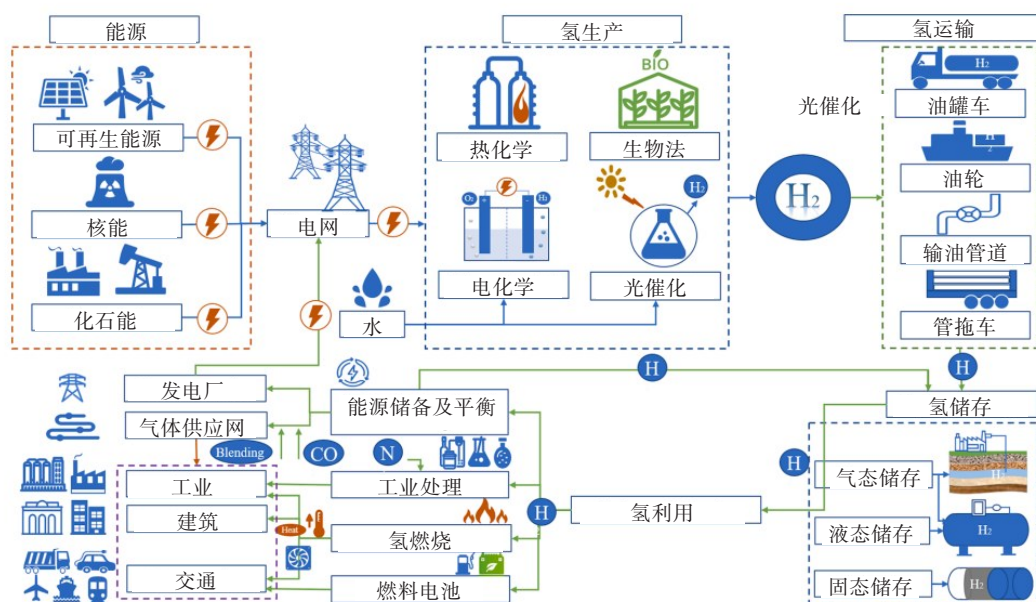 能源
可再生能源
核能
化石能
电网
水
氢生产
热化学
BIO
生物法
O₂
H₂
电化学
H₂
光催化
光催化
H₂
氢运输
H₂
油罐车
H
2
油轮
输油管道
管拖车
H
H
氢储存
发电厂
气体供应网
能源储备及平衡
Blending
CO
N
工业
建筑
交通
Heat
工业处理
氢燃烧
燃料电池
H
氢利用
H
气态储存
液态储存
H₂
固态储存
H₂